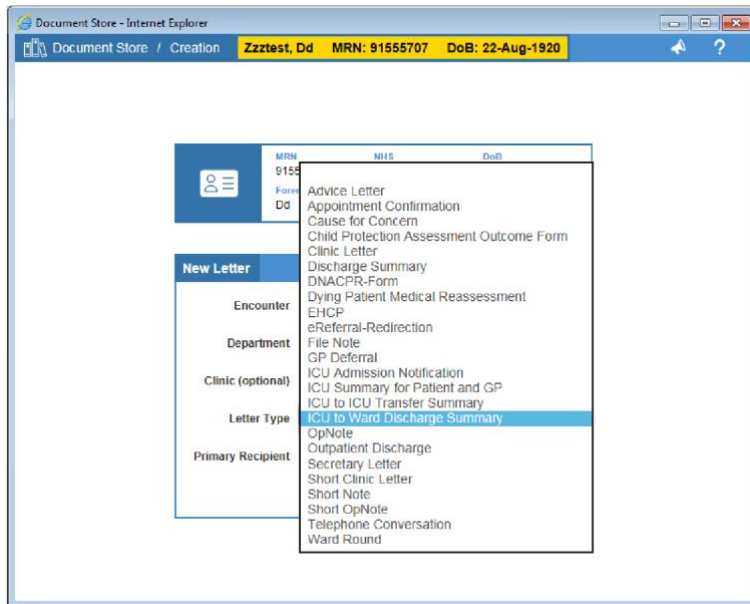 Document Store - Internet Explorer
Document Store / Creation Zzztest, Dd MRN: 91555707 DoB: 22-Aug-1920 ?
MRN NHS DoB
9155
Dd
Advice Letter
Appointment Confirmation
Cause for Concern
Child Protection Assessment Outcome Form
Clinic Letter
Discharge Summary
DNACPR-Form
Dying Patient Medical Reassessment
EHCP
eReferral-Redirection
File Note
GP Deferral
ICU Admission Notification
ICU Summary for Patient and GP
ICU to ICU Transfer Summary
ICU to Ward Discharge Summary
OpNote
Outpatient Discharge
Secretary Letter
Short Clinic Letter
Short Note
Short OpNote
Telephone Conversation
Ward Round
New Letter
Encounter
Department
Clinic (optional)
Letter Type
Primary Recipient